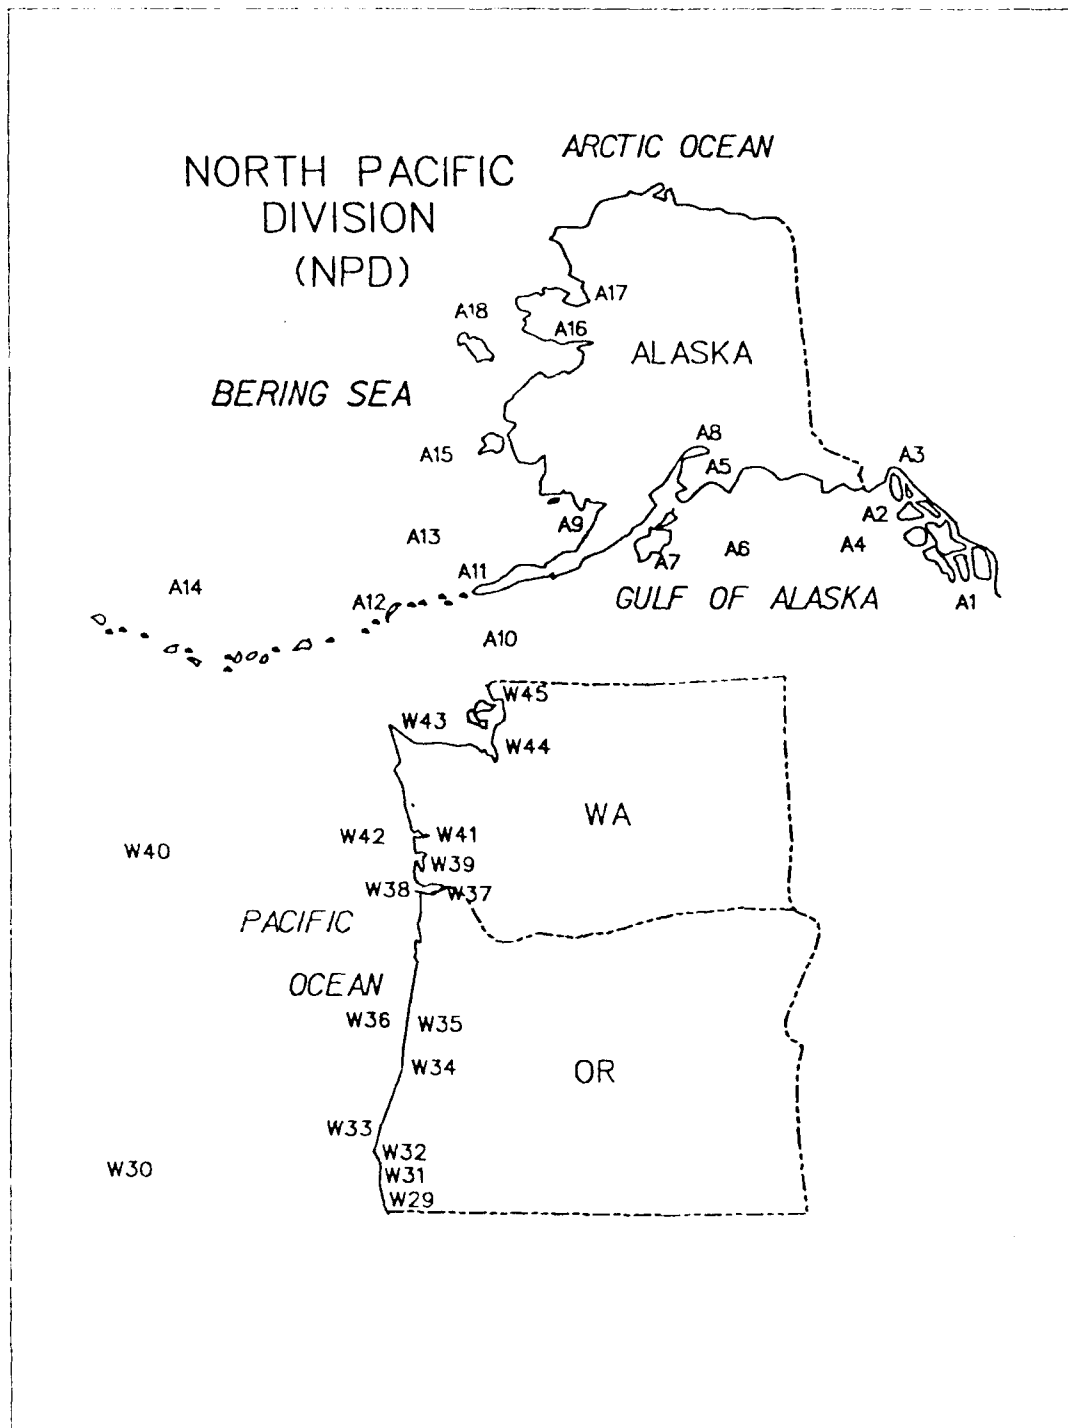 ARCTIC OCEAN
NORTH PACIFIC
DIVISION
(NPD)
A17
A18
A16
ALASKA
BERING SEA
A8
A15
A5
A3
A2
A9
A13
A4
A6
A7
A11
A14
A12
GULF OF ALASKA
A1
A10
W45
W43
W44
WA
W42
W41
W40
W39
W38
W37
PACIFIC
OCEAN
W36
W35
W34
OR
W33
W32
W30
W31
W29